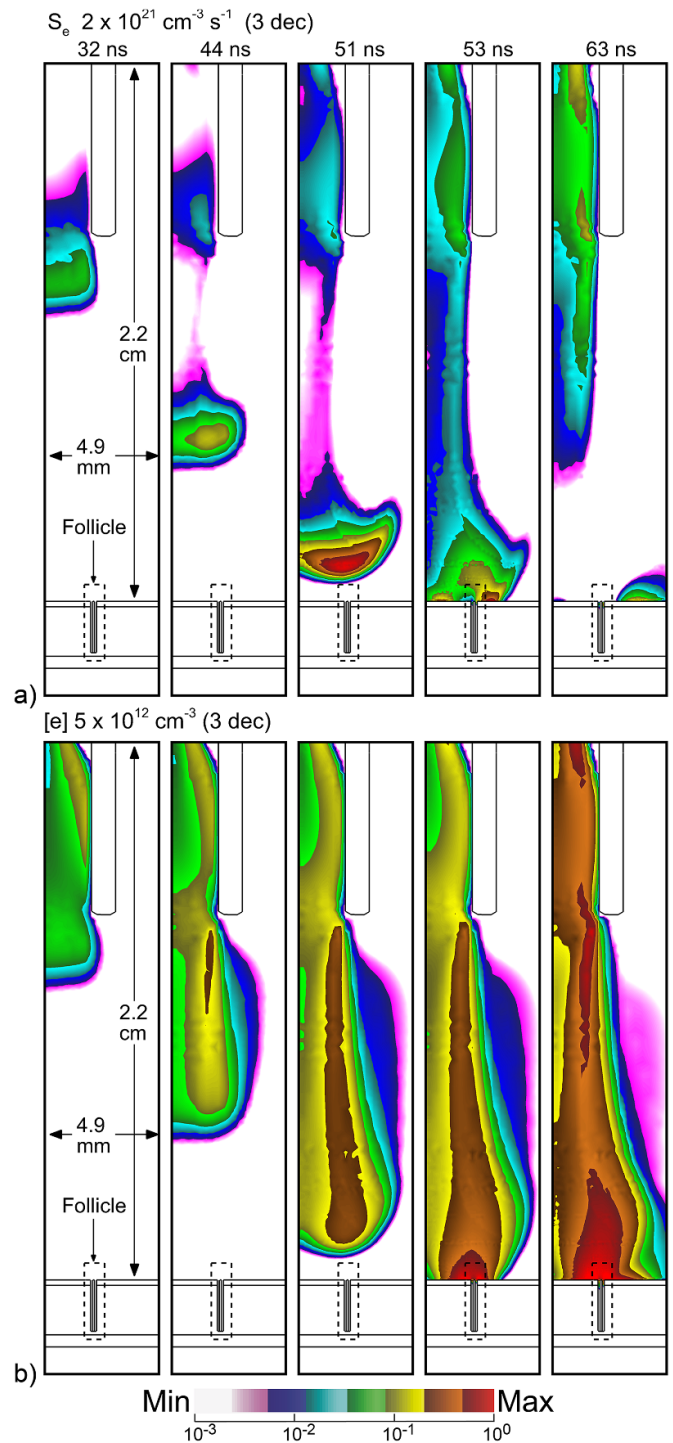 Sₑ 2 x 10²¹ cm⁻³ s⁻¹ (3 dec)
32 ns 44 ns 51 ns 53 ns 63 ns
2.2
cm
4.9
mm
Follicle
a)
[e] 5 x 10¹² cm⁻³ (3 dec)
2.2
cm
4.9
mm
Follicle
b)
Min Max
10⁻³ 10⁻² 10⁻¹ 10⁰